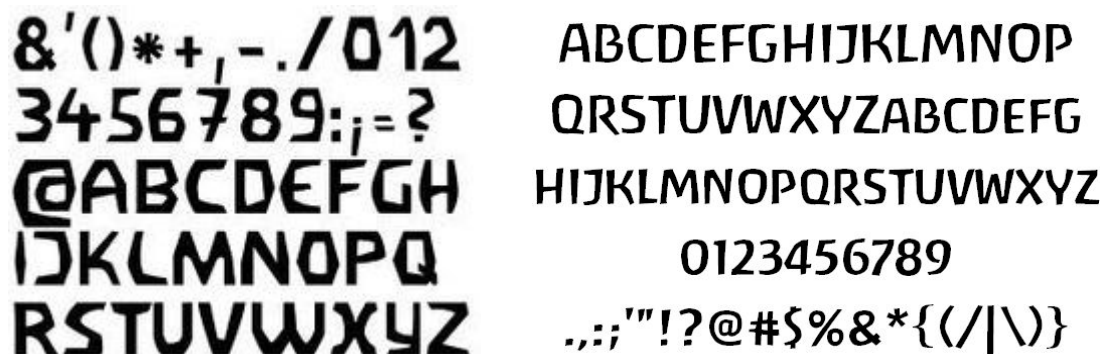 &'()*+,-./012
3456789:;=?
@ABCDEFGH
IJKLMNOPQ
RSTUVWXYZ
ABCDEFGHIJKLMNOP
QRSTUVWXYZABCDEFG
HIJKLMNOPQRSTUVWXYZ
0123456789
.,:;'"!?@#$%&*{(/|\)}